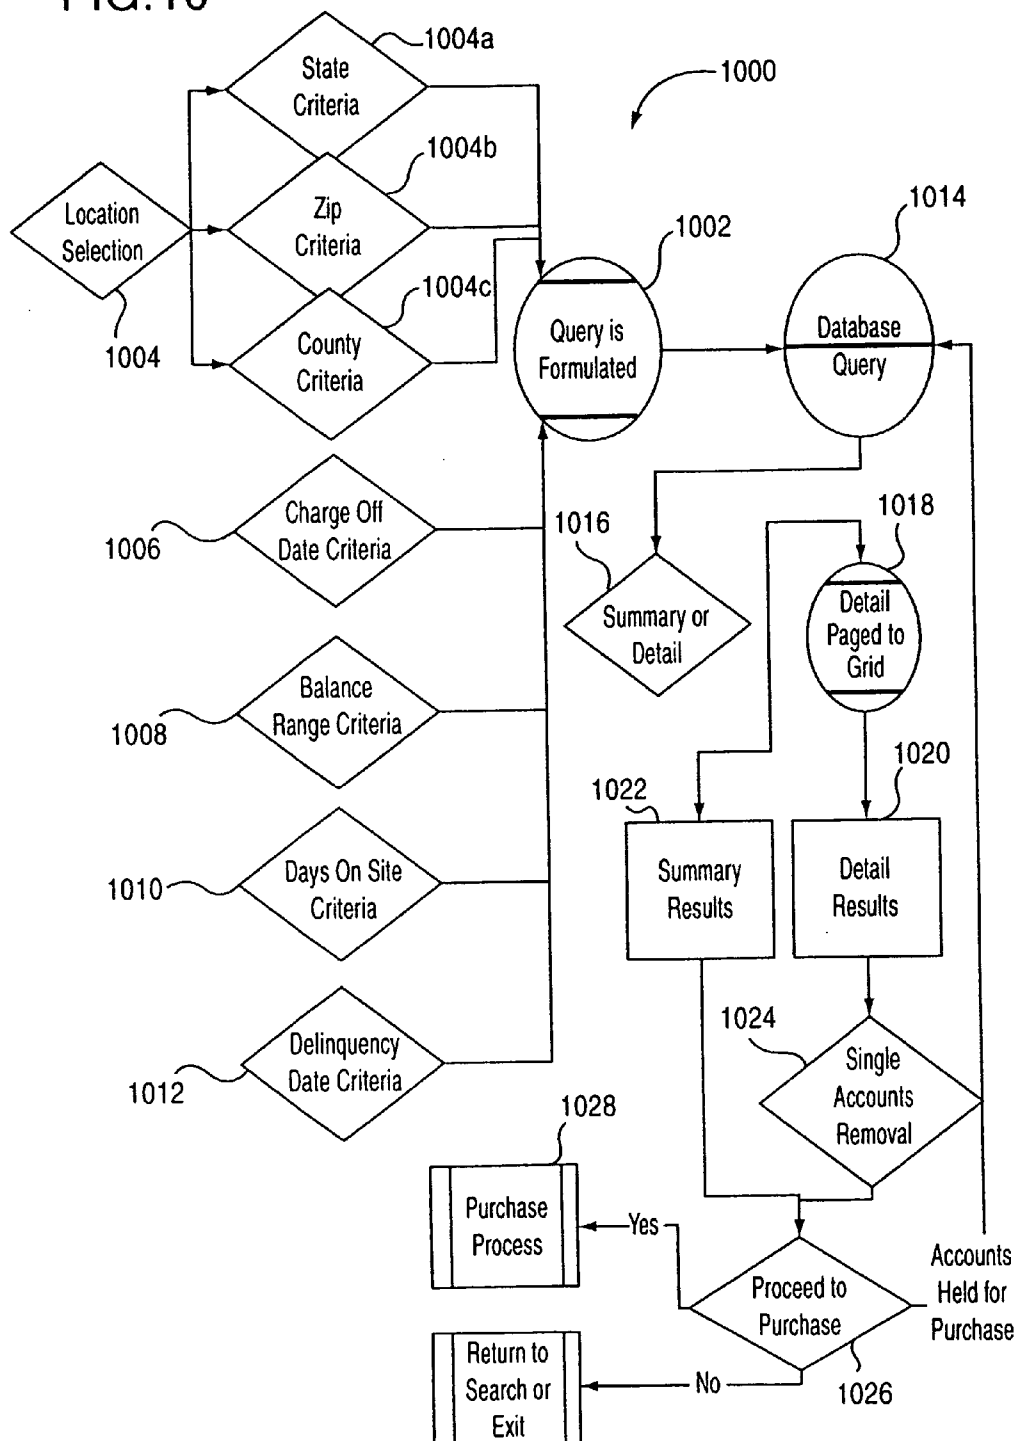 FIG. 10
1004a
State
Criteria
1000
1004b
Zip
Criteria
1014
Location
Selection
1002
1004c
1004
County
Criteria
Query is
Formulated
Database
Query
Charge Off
Date Criteria
1006
1016
1018
Summary or
Detail
Detail
Paged to
Grid
Balance
Range Criteria
1008
1020
1022
Days On Site
Criteria
1010
Summary
Results
Detail
Results
1024
Delinquency
Date Criteria
1012
Single
Accounts
Removal
1028
Purchase
Process
Yes
Proceed to
Purchase
Accounts
Held for
Purchase
Return to
Search or
Exit
No
1026